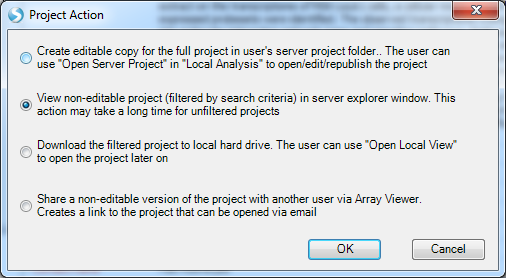 Project Action
Create editable copy for the full project in user's server project folder.. The user can
use "Open Server Project" in "Local Analysis" to open/edit/republish the project
View non-editable project (filtered by search criteria) in server explorer window. This
action may take a long time for unfiltered projects
Download the filtered project to local hard drive. The user can use "Open Local View"
to open the project later on
Share a non-editable version of the project with another user via Array Viewer.
Creates a link to the project that can be opened via email
OK
Cancel